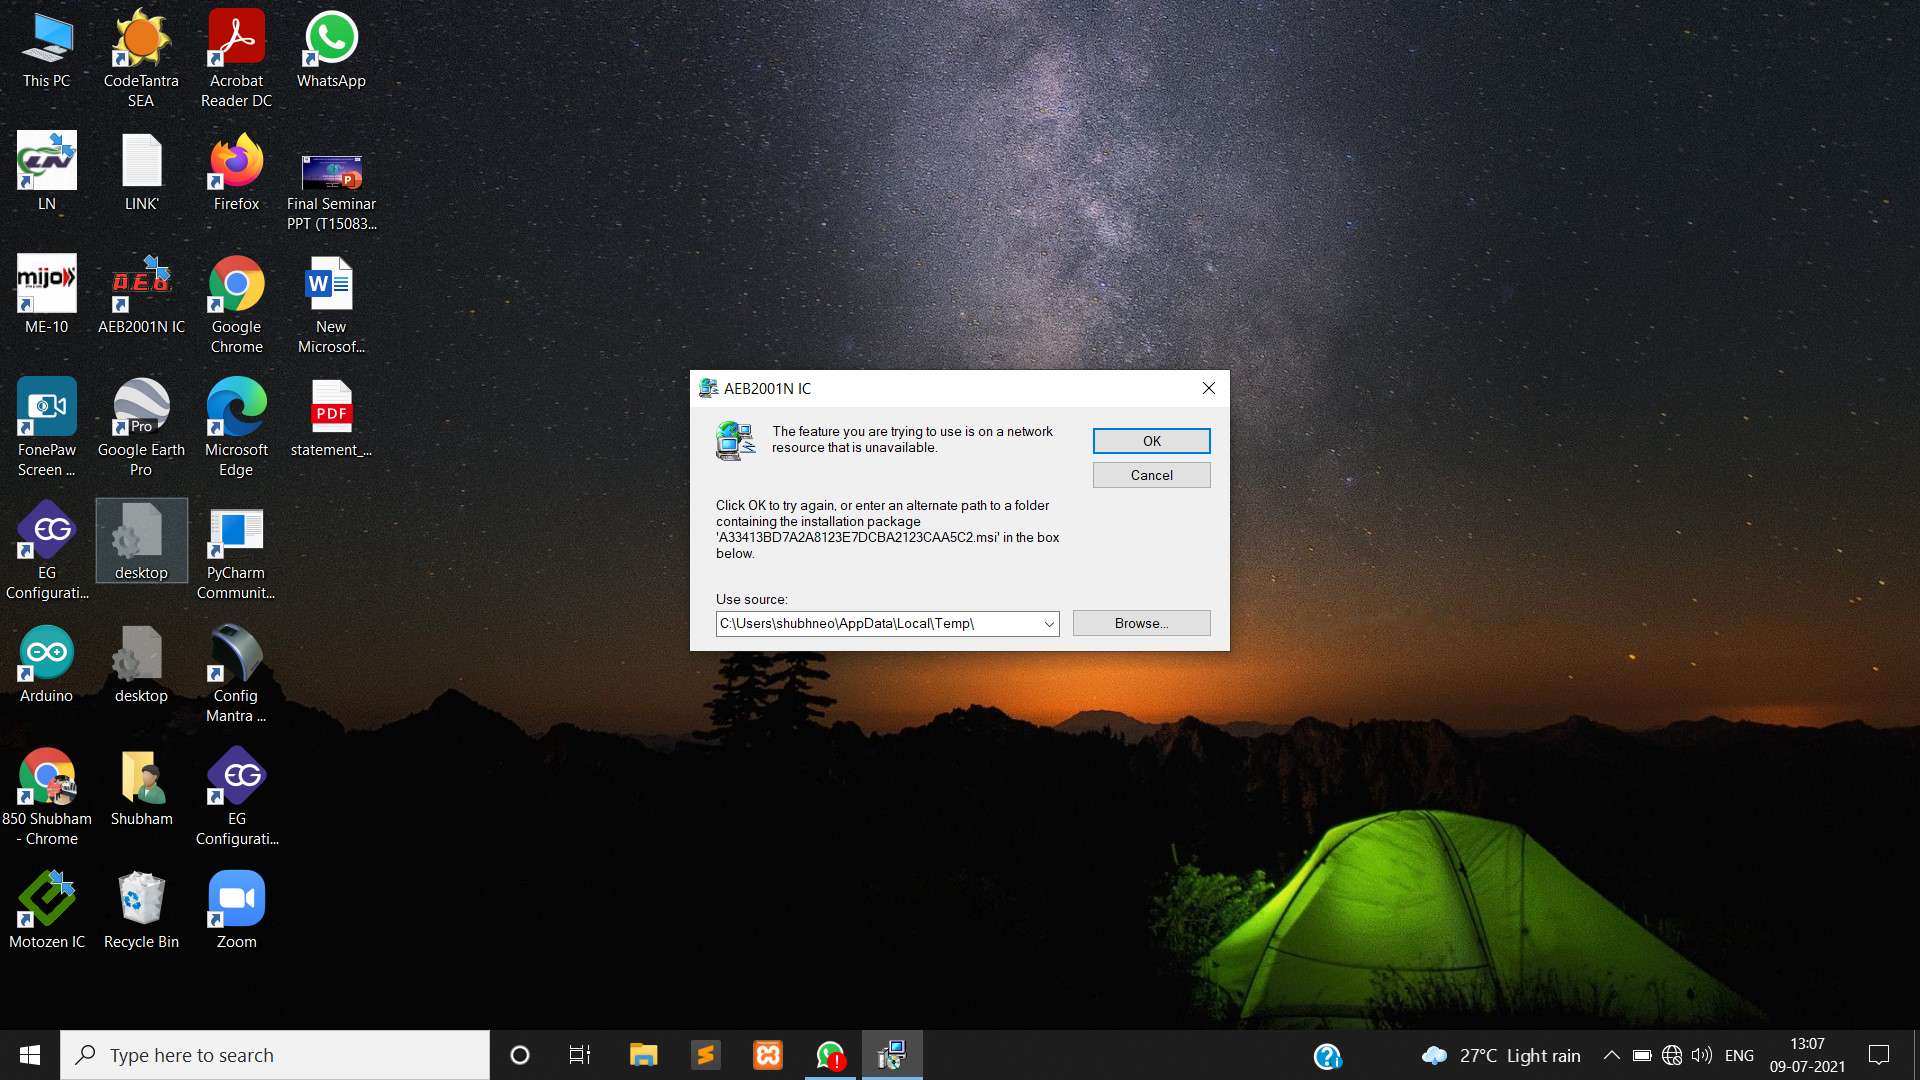 This PC
CodeTantra
SEA
Acrobat
Reader DC
WhatsApp
LN
LN
LINK'
Firefox
P
Final Seminar
PPT (T15083...
mijo
ME-10
AEB
AEB2001N IC
Google
Chrome
W
New
Microsof...
FonePaw
Screen ...
Pro
Google Earth
Pro
Microsoft
Edge
PDF
statement_...
EG
EG
Configurati...
desktop
PyCharm
Communit...
Arduino
desktop
Config
Mantra ...
850 Shubham
- Chrome
Shubham
EG
EG
Configurati...
Motozen IC
Recycle Bin
Zoom
AEB2001N IC
The feature you are trying to use is on a network
resource that is unavailable.
OK
Cancel
Click OK to try again, or enter an alternate path to a folder
containing the installation package
'A33413BD7A2A8123E7DCBA2123CAA5C2.msi' in the box
below.
Use source:
C:\Users\shubhneo\AppData\Local\Temp\
Browse...
Type here to search
27°C Light rain
ENG
13:07
09-07-2021